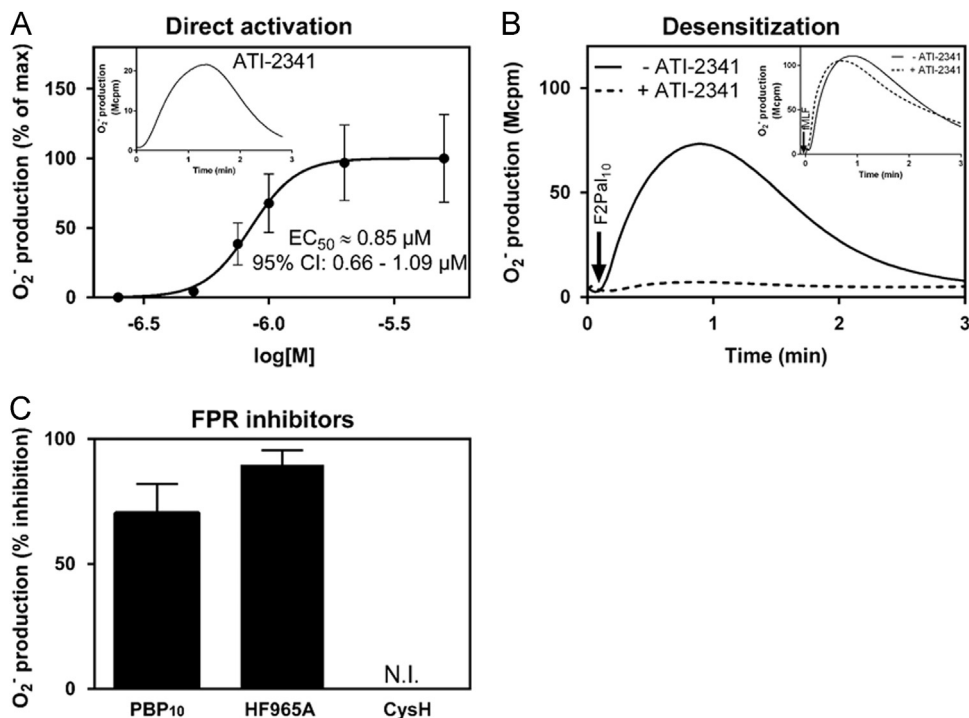 A
Direct activation
O2- production (% of max)
150
100
50
0
-6.5
-6.0
-5.5
log[M]
EC50 ≈ 0.85 µM
95% CI: 0.66 - 1.09 µM
ATI-2341
O2- production
(Mcpm)
20
10
0
0
1
2
3
Time (min)
B
Desensitization
O2- production (Mcpm)
100
50
0
0
1
2
3
Time (min)
- ATI-2341
+ ATI-2341
F2Pal10
O2- production
(Mcpm)
100
50
0
0
1
2
3
Time (min)
- ATI-2341
+ ATI-2341
fMLF
C
FPR inhibitors
O2- production (% inhibition)
100
50
0
N.I.
PBP10
HF965A
CysH